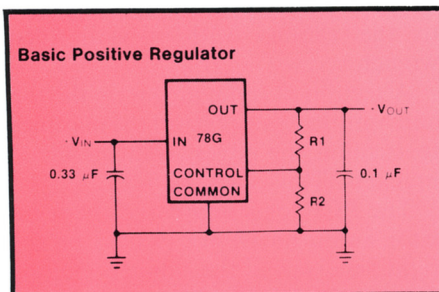 Basic Positive Regulator
OUT
· VOUT
· VIN
IN 78G
R1
0.33 μF
CONTROL
0.1 μF
COMMON
R2